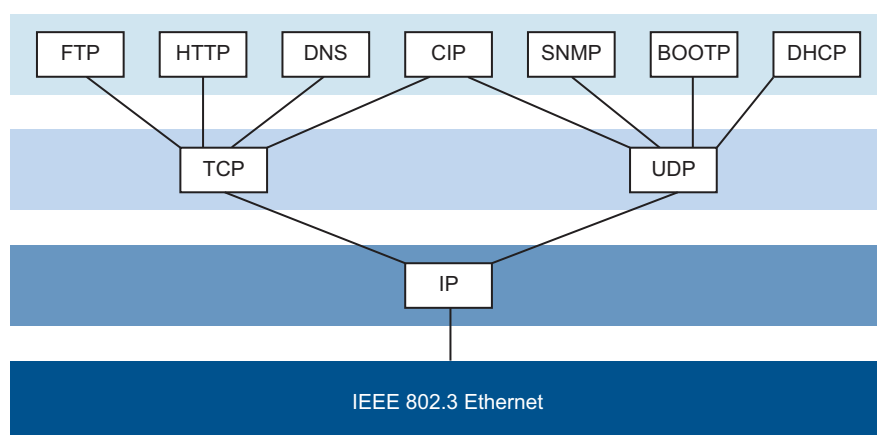 FTP
HTTP
DNS
CIP
SNMP
BOOTP
DHCP
TCP
UDP
IP
IEEE 802.3 Ethernet